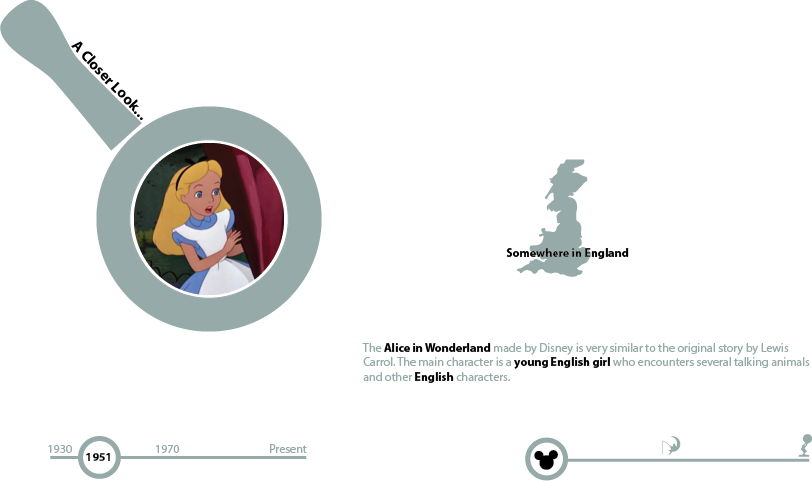 A Closer Look...
Somewhere in England
The Alice in Wonderland made by Disney is very similar to the original story by Lewis
Carrol. The main character is a young English girl who encounters several talking animals
and other English characters.
1930 1951 1970 Present